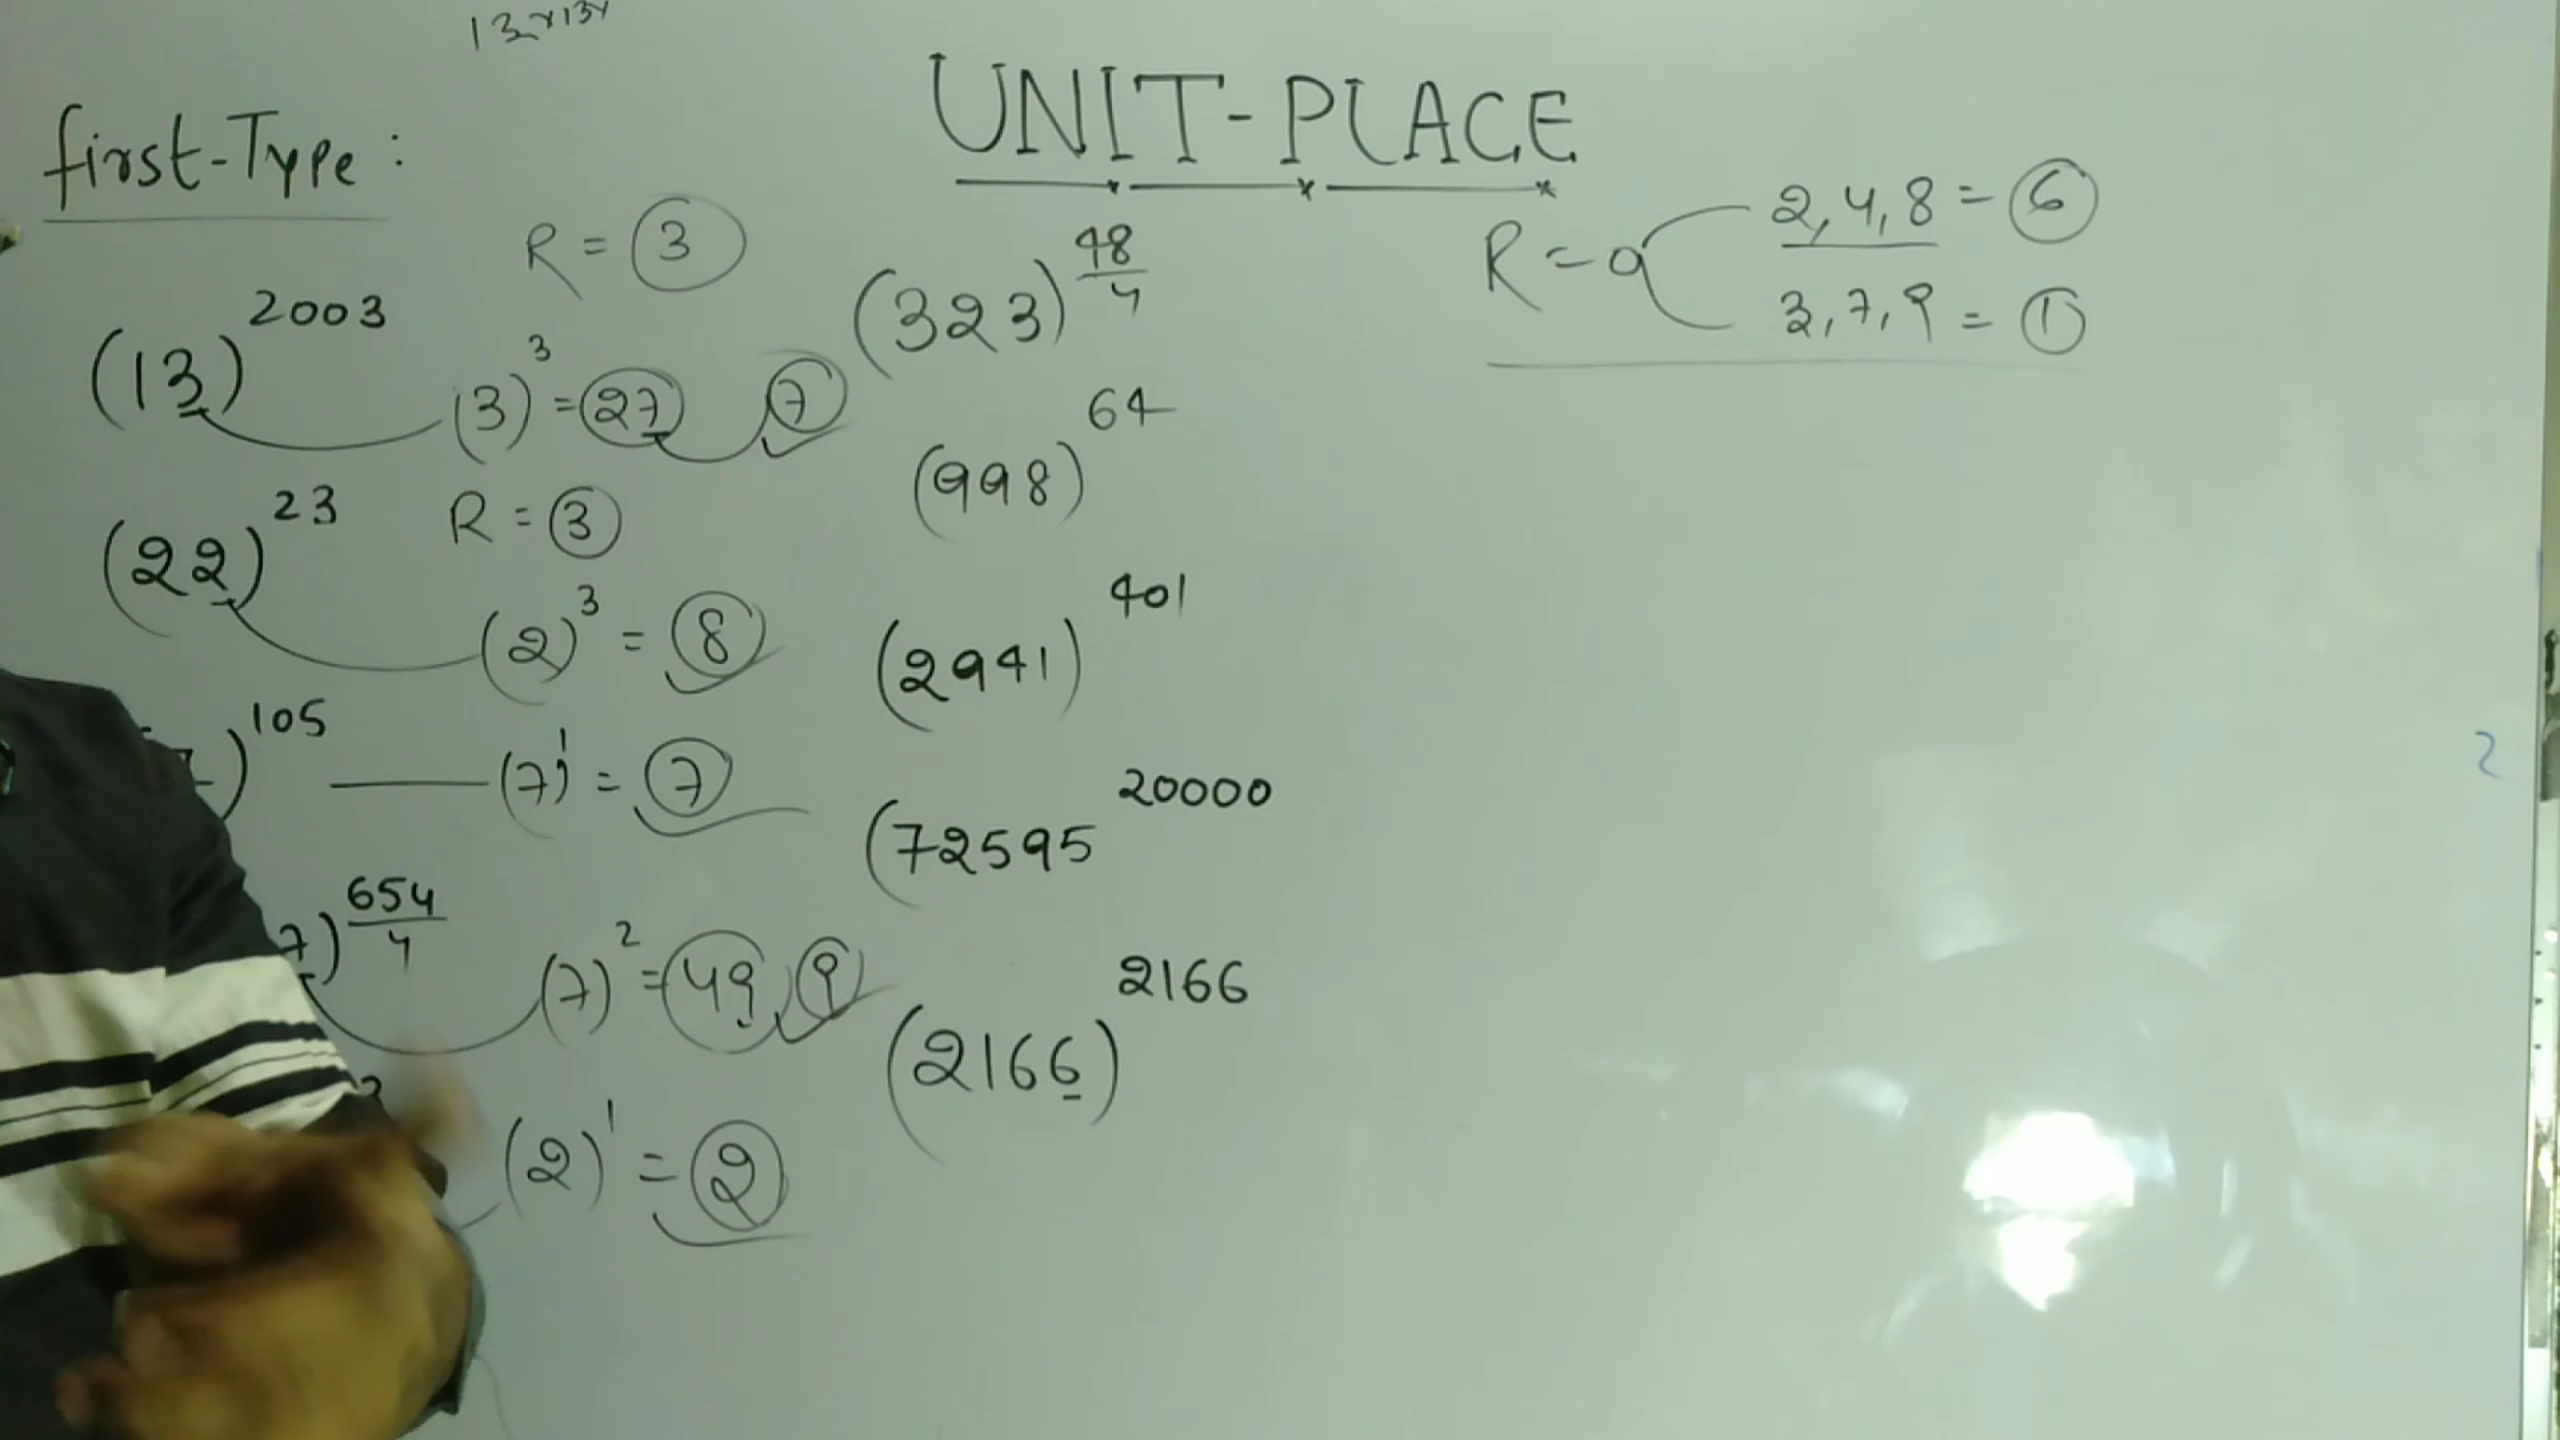 13x13x
UNIT-PLACE
first-Type:
R = 3
(13)^2003
(3)^3 = 27 7
(22)^23
R = 3
(2)^3 = 8
)^105 (7)^1 = 7
7)^654/4
(7)^2 = 49 9
(2)^1 = 2
(323)^48/4
(998)^64
(2941)^401
(72595^20000
(2166)^2166
R = 0
2,4,8 = 6
3,7,9 = 1
2